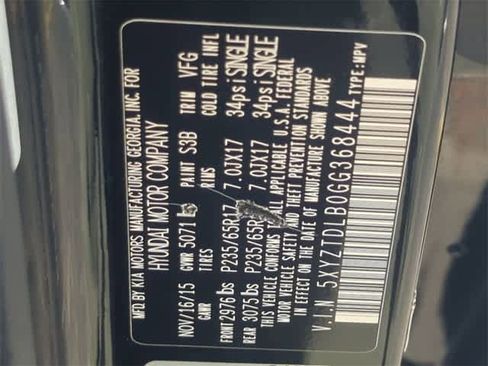 MFD.BY KIA MOTORS MANUFACTURING GEORGIA, INC. FOR
HYUNDAI MOTOR COMPANY
NOV/16/15 GVWR 5071 lbs PAINT S3B TRIM VFG
GAWR TIRES RIMS COLD TIRE INFL
FRONT 2976 lbs P235/65R17 7.0JX17 34psi SINGLE
REAR 3075 lbs P235/65R 7.0JX17 34psi SINGLE
THIS VEHICLE CONFORMS TO ALL APPLICABLE U.S.A. FEDERAL
MOTOR VEHICLE SAFETY AND THEFT PREVENTION STANDARDS
IN EFFECT ON THE DATE OF MANUFACTURE SHOWN ABOVE
V.I.N 5XYZTDLB0GG368444 TYPE:MPV